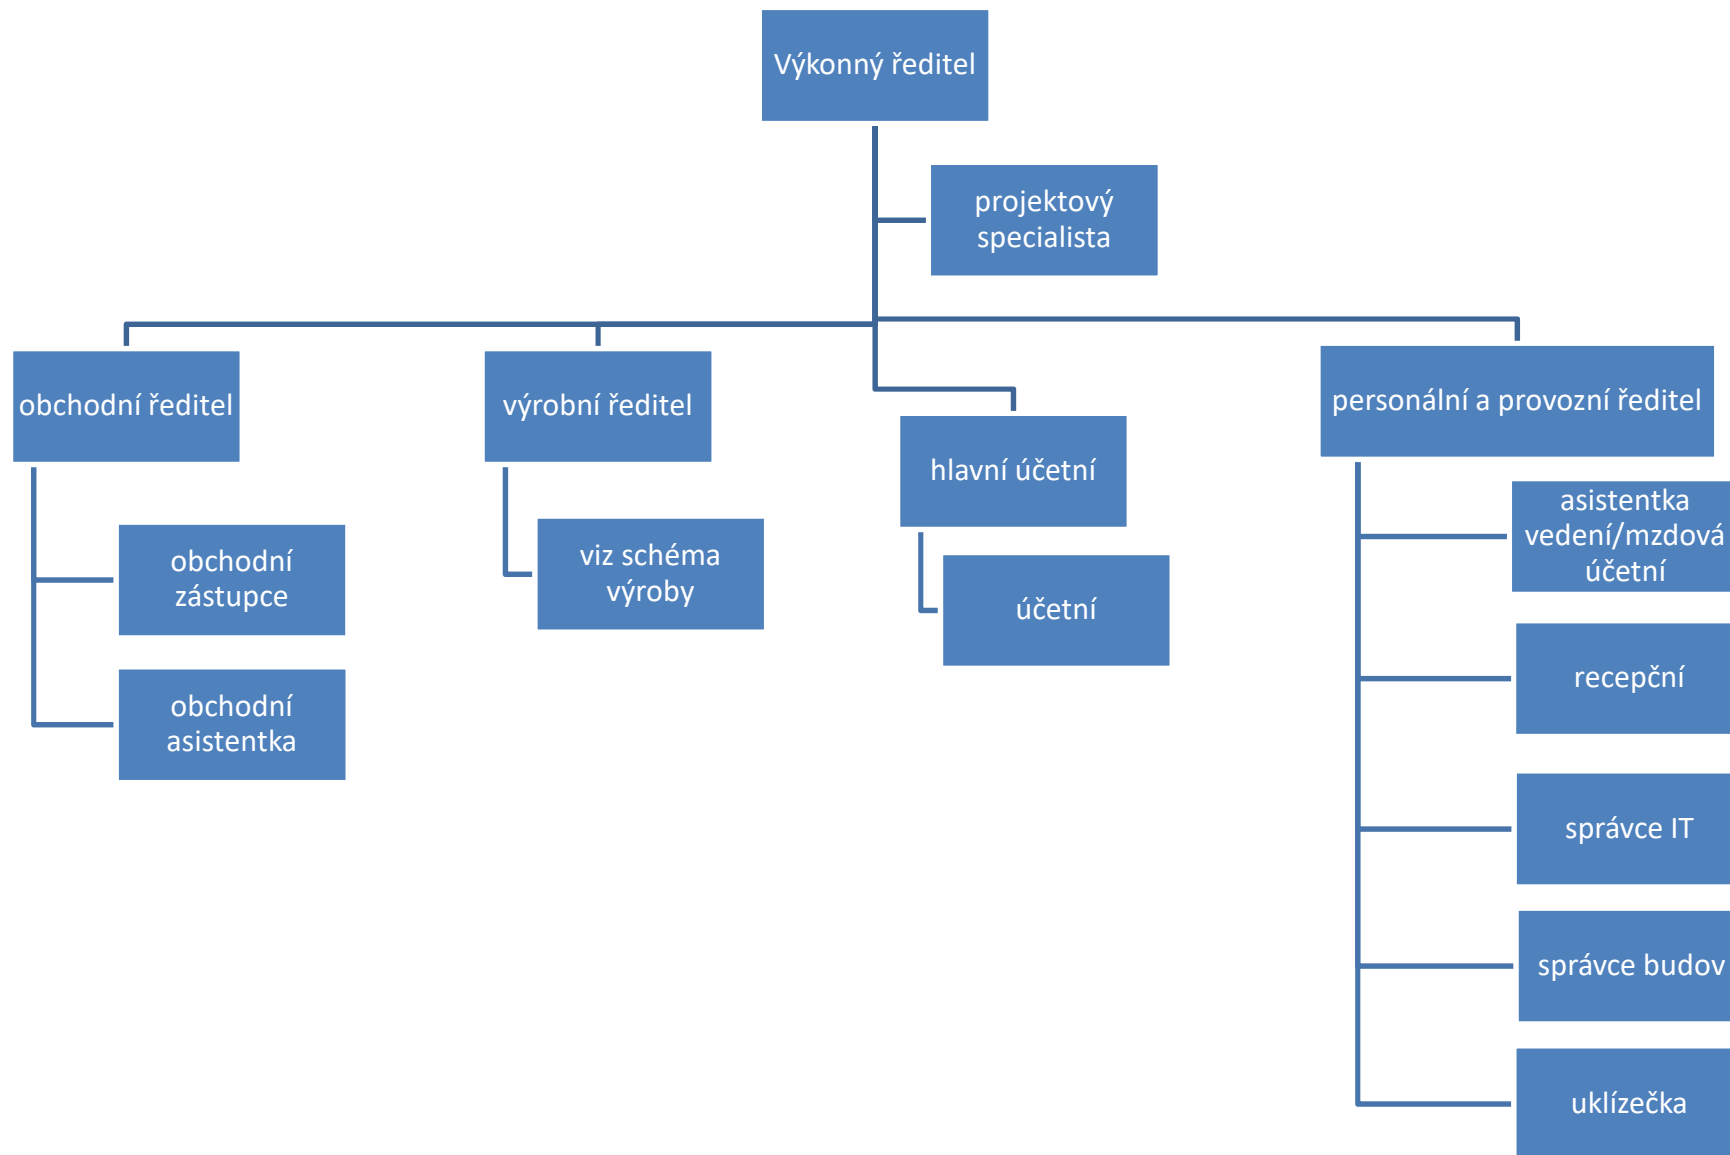 Výkonný ředitel
projektový
specialista
obchodní ředitel
výrobní ředitel
hlavní účetní
personální a provozní ředitel
obchodní
zástupce
obchodní
asistentka
viz schéma
výroby
účetní
asistentka
vedení/mzdová
účetní
recepční
správce IT
správce budov
uklízečka